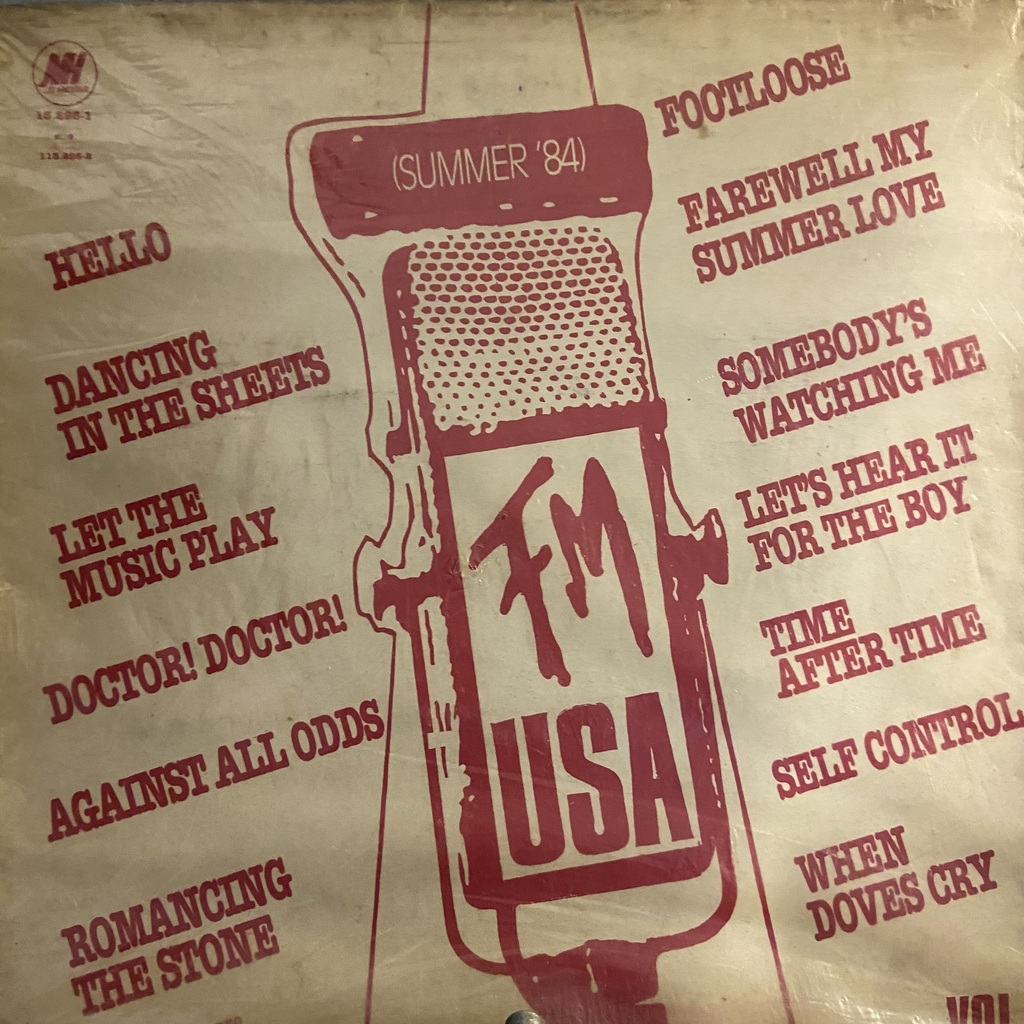 (SUMMER '84)
HELLO
DANCING
IN THE SHEETS
LET THE
MUSIC PLAY
DOCTOR! DOCTOR!
AGAINST ALL ODDS
ROMANCING
THE STONE
FM
USA
FOOTLOOSE
FAREWELL MY
SUMMER LOVE
SOMEBODY'S
WATCHING ME
LET'S HEAR IT
FOR THE BOY
TIME
AFTER TIME
SELF CONTROL
WHEN
DOVES CRY
VOL